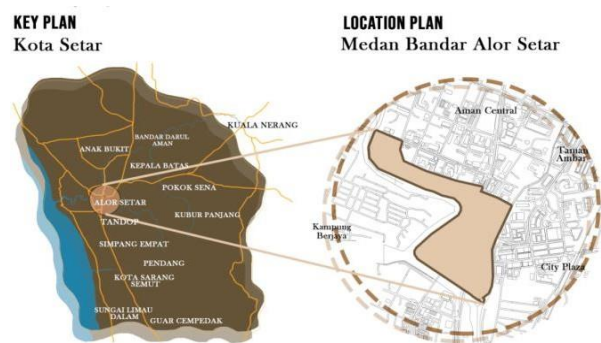 KEY PLAN
Kota Setar
BANDAR DARUL
AMAN
KUALA NERANG
ANAK BUKIT
KEPALA BATAS
POKOK SENA
ALOR SETAR
TANDOP
KUBUR PANJANG
SIMPANG EMPAT
PENDANG
KOTA SARANG
SEMUT
SUNGAI LIMAU
DALAM
GUAR CEMPEDAK
LOCATION PLAN
Medan Bandar Alor Setar
Aman Central
Taman
Ambar
Kampung
Berjaya
City Plaza